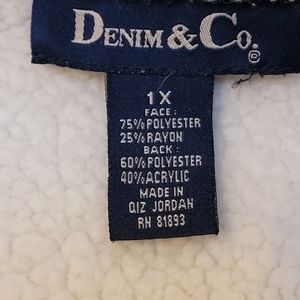 DENIM & CO.
1X
FACE:
75% POLYESTER
25% RAYON
BACK:
60% POLYESTER
40% ACRYLIC
MADE IN
QIZ JORDAN
RN 81893